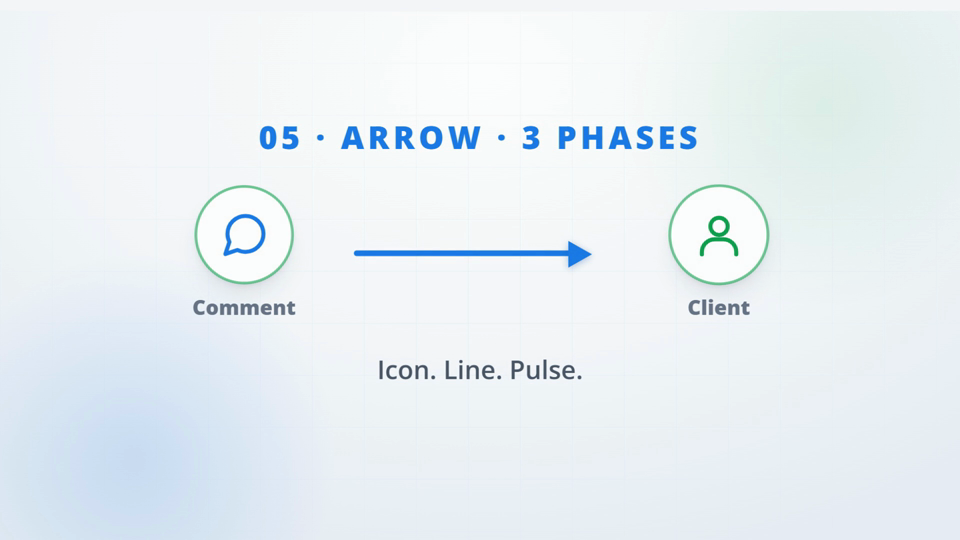 05 · ARROW · 3 PHASES
Comment
Client
Icon. Line. Pulse.